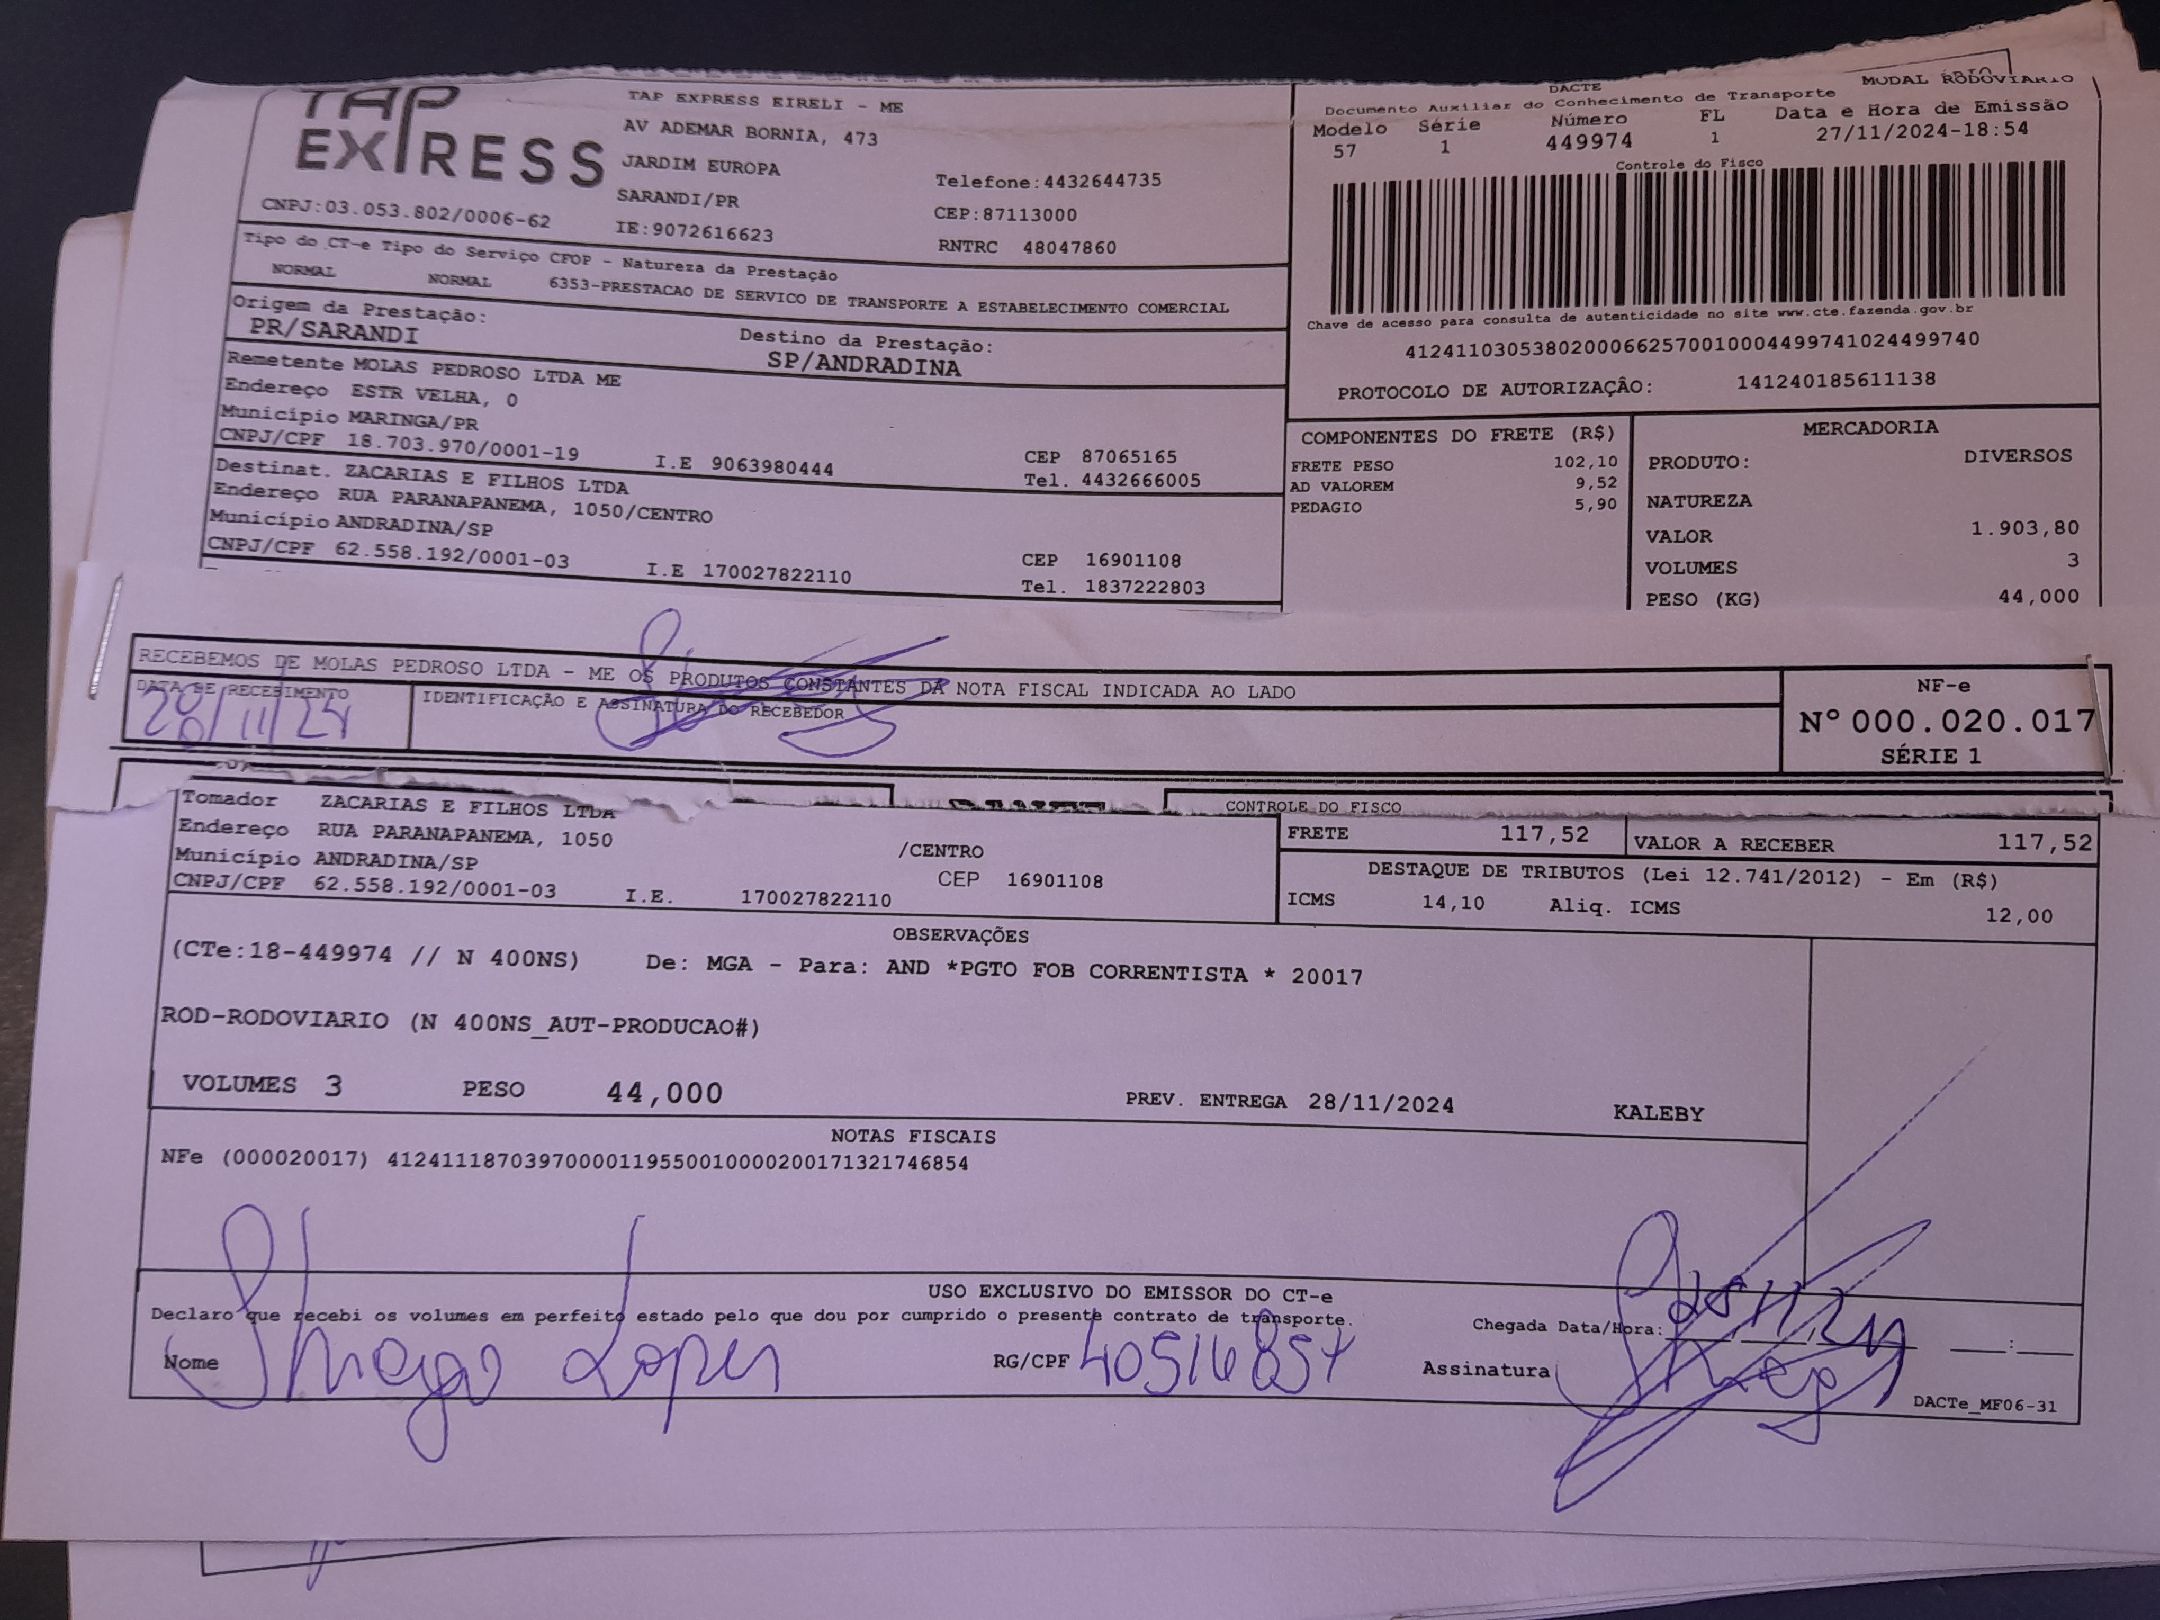 TAP EXPRESS
TAP EXPRESS EIRELI - ME
AV ADEMAR BORNIA, 473
JARDIM EUROPA
SARANDI/PR
IE:9072616623
Telefone:4432644735
CEP:87113000
RNTRC 48047860
CNPJ:03.053.802/0006-62
MODAL RODOVIARIO
DACTE
Documento Auxiliar do Conhecimento de Transporte
Modelo Série Número FL Data e Hora de Emissão
57 1 449974 1 27/11/2024-18:54
Controle do Fisco
Chave de acesso para consulta de autenticidade no site www.cte.fazenda.gov.br
41241103053802000662570010004499741024499740
PROTOCOLO DE AUTORIZAÇÂO: 141240185611138
Tipo do CT-e Tipo do Serviço CFOP - Natureza da Prestação
NORMAL NORMAL 6353-PRESTACAO DE SERVICO DE TRANSPORTE A ESTABELECIMENTO COMERCIAL
Origem da Prestação: Destino da Prestação:
PR/SARANDI SP/ANDRADINA
Remetente MOLAS PEDROSO LTDA ME
Endereço ESTR VELHA, 0
Município MARINGA/PR
CNPJ/CPF 18.703.970/0001-19 I.E 9063980444
CEP 87065165
Tel. 4432666005
Destinat. ZACARIAS E FILHOS LTDA
Endereço RUA PARANAPANEMA, 1050/CENTRO
Município ANDRADINA/SP
CNPJ/CPF 62.558.192/0001-03 I.E 170027822110
CEP 16901108
Tel. 1837222803
COMPONENTES DO FRETE (R$)
FRETE PESO 102,10
AD VALOREM 9,52
PEDAGIO 5,90
MERCADORIA
PRODUTO: DIVERSOS
NATUREZA
VALOR 1.903,80
VOLUMES 3
PESO (KG) 44,000
RECEBEMOS DE MOLAS PEDROSO LTDA - ME OS PRODUTOS CONSTANTES DA NOTA FISCAL INDICADA AO LADO
DATA DE RECEBIMENTO
28/11/24
IDENTIFICAÇÃO E ASSINATURA DO RECEBEDOR
NF-e
Nº 000.020.017
SÉRIE 1
CONTROLE DO FISCO
Tomador ZACARIAS E FILHOS LTDA
Endereço RUA PARANAPANEMA, 1050 /CENTRO
Município ANDRADINA/SP CEP 16901108
CNPJ/CPF 62.558.192/0001-03 I.E. 170027822110
FRETE 117,52 VALOR A RECEBER 117,52
DESTAQUE DE TRIBUTOS (Lei 12.741/2012) - Em (R$)
ICMS 14,10 Aliq. ICMS 12,00
OBSERVAÇÕES
(CTe:18-449974 // N 400NS) De: MGA - Para: AND *PGTO FOB CORRENTISTA * 20017
ROD-RODOVIARIO (N 400NS_AUT-PRODUCAO#)
VOLUMES 3 PESO 44,000 PREV. ENTREGA 28/11/2024 KALEBY
NOTAS FISCAIS
NFe (000020017) 41241118703970000119550010000200171321746854
USO EXCLUSIVO DO EMISSOR DO CT-e
Declaro que recebi os volumes em perfeito estado pelo que dou por cumprido o presente contrato de transporte.
Nome Thiago Lopes RG/CPF 40516857
Chegada Data/Hora: 28/11/24 :
Assinatura
DACTe_MF06-31